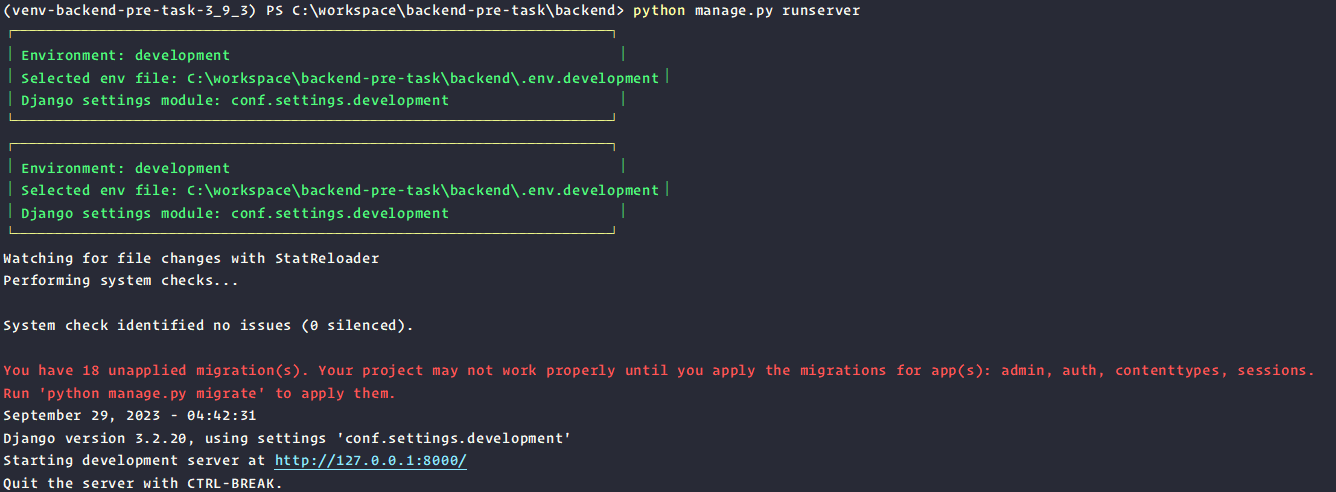 (venv-backend-pre-task-3_9_3) PS C:\workspace\backend-pre-task\backend> python manage.py runserver
Environment: development
Selected env file: C:\workspace\backend-pre-task\backend\.env.development
Django settings module: conf.settings.development
Environment: development
Selected env file: C:\workspace\backend-pre-task\backend\.env.development
Django settings module: conf.settings.development
Watching for file changes with StatReloader
Performing system checks...
System check identified no issues (0 silenced).
You have 18 unapplied migration(s). Your project may not work properly until you apply the migrations for app(s): admin, auth, contenttypes, sessions.
Run 'python manage.py migrate' to apply them.
September 29, 2023 - 04:42:31
Django version 3.2.20, using settings 'conf.settings.development'
Starting development server at http://127.0.0.1:8000/
Quit the server with CTRL-BREAK.